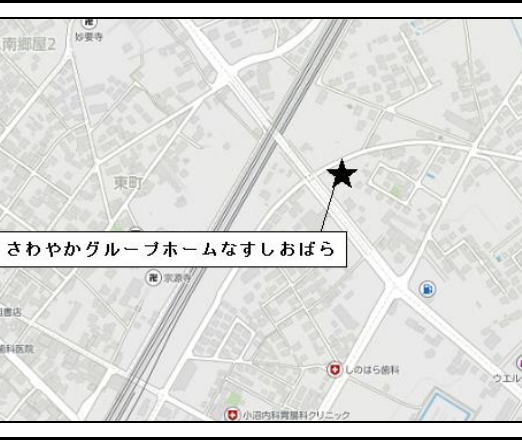 南郷屋2
妙要寺
東町
さわやかグループホームなすしおばら
宗源寺
書店
歯科医院
しのはら歯科
ウエル
小沼内科胃腸科クリニック